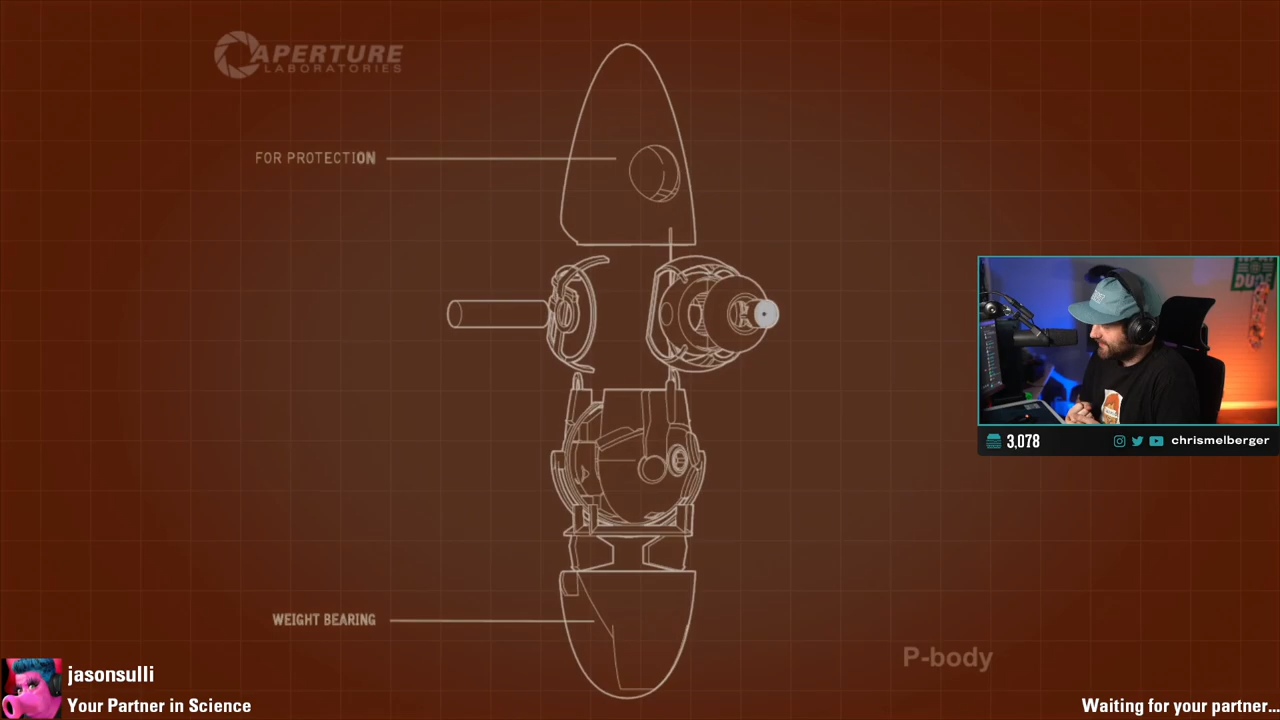 APERTURE
LABORATORIES
FOR PROTECTION
3,078
chrismelberger
WEIGHT BEARING
P-body
jasonsulli
Your Partner in Science
Waiting for your partner...